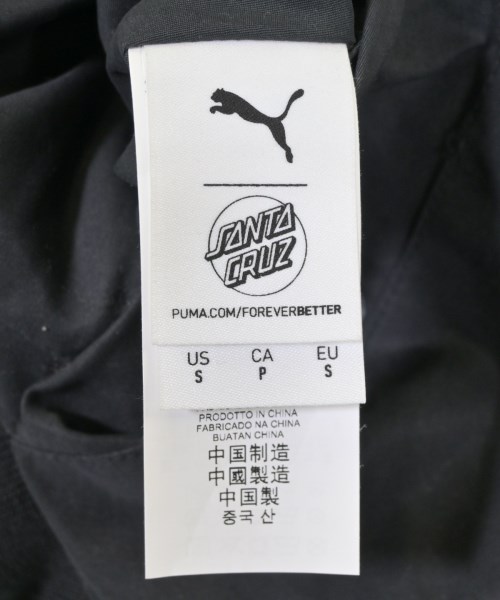 SANTA
CRUZ
PUMA.COM/FOREVERBETTER
US CA EU
S P S
PRODOTTO IN CHINA
FABRICADO NA CHINA
BUATAN CHINA
中国制造
中國製造
中国製
중국 산